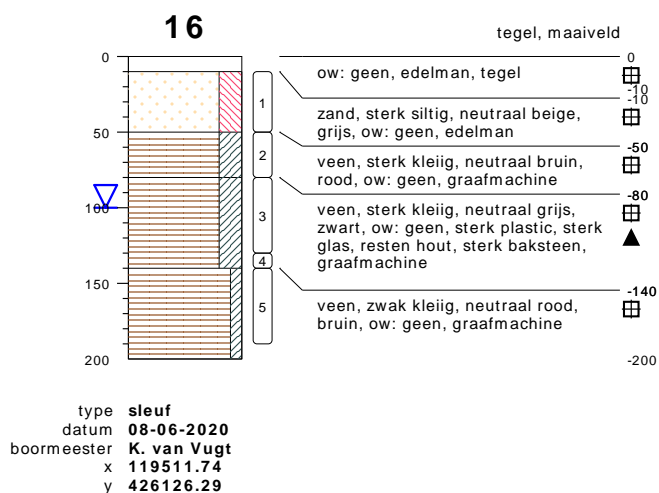 16
tegel, maaiveld
0
50
100
150
200
1
2
3
4
5
0
ow: geen, edelman, tegel
-10
-10
zand, sterk siltig, neutraal beige,
grijs, ow: geen, edelman
-50
veen, sterk kleiig, neutraal bruin,
rood, ow: geen, graafmachine
-80
veen, sterk kleiig, neutraal grijs,
zwart, ow: geen, sterk plastic, sterk
glas, resten hout, sterk baksteen,
graafmachine
-140
veen, zwak kleiig, neutraal rood,
bruin, ow: geen, graafmachine
-200
type sleuf
datum 08-06-2020
boormeester K. van Vugt
x 119511.74
y 426126.29